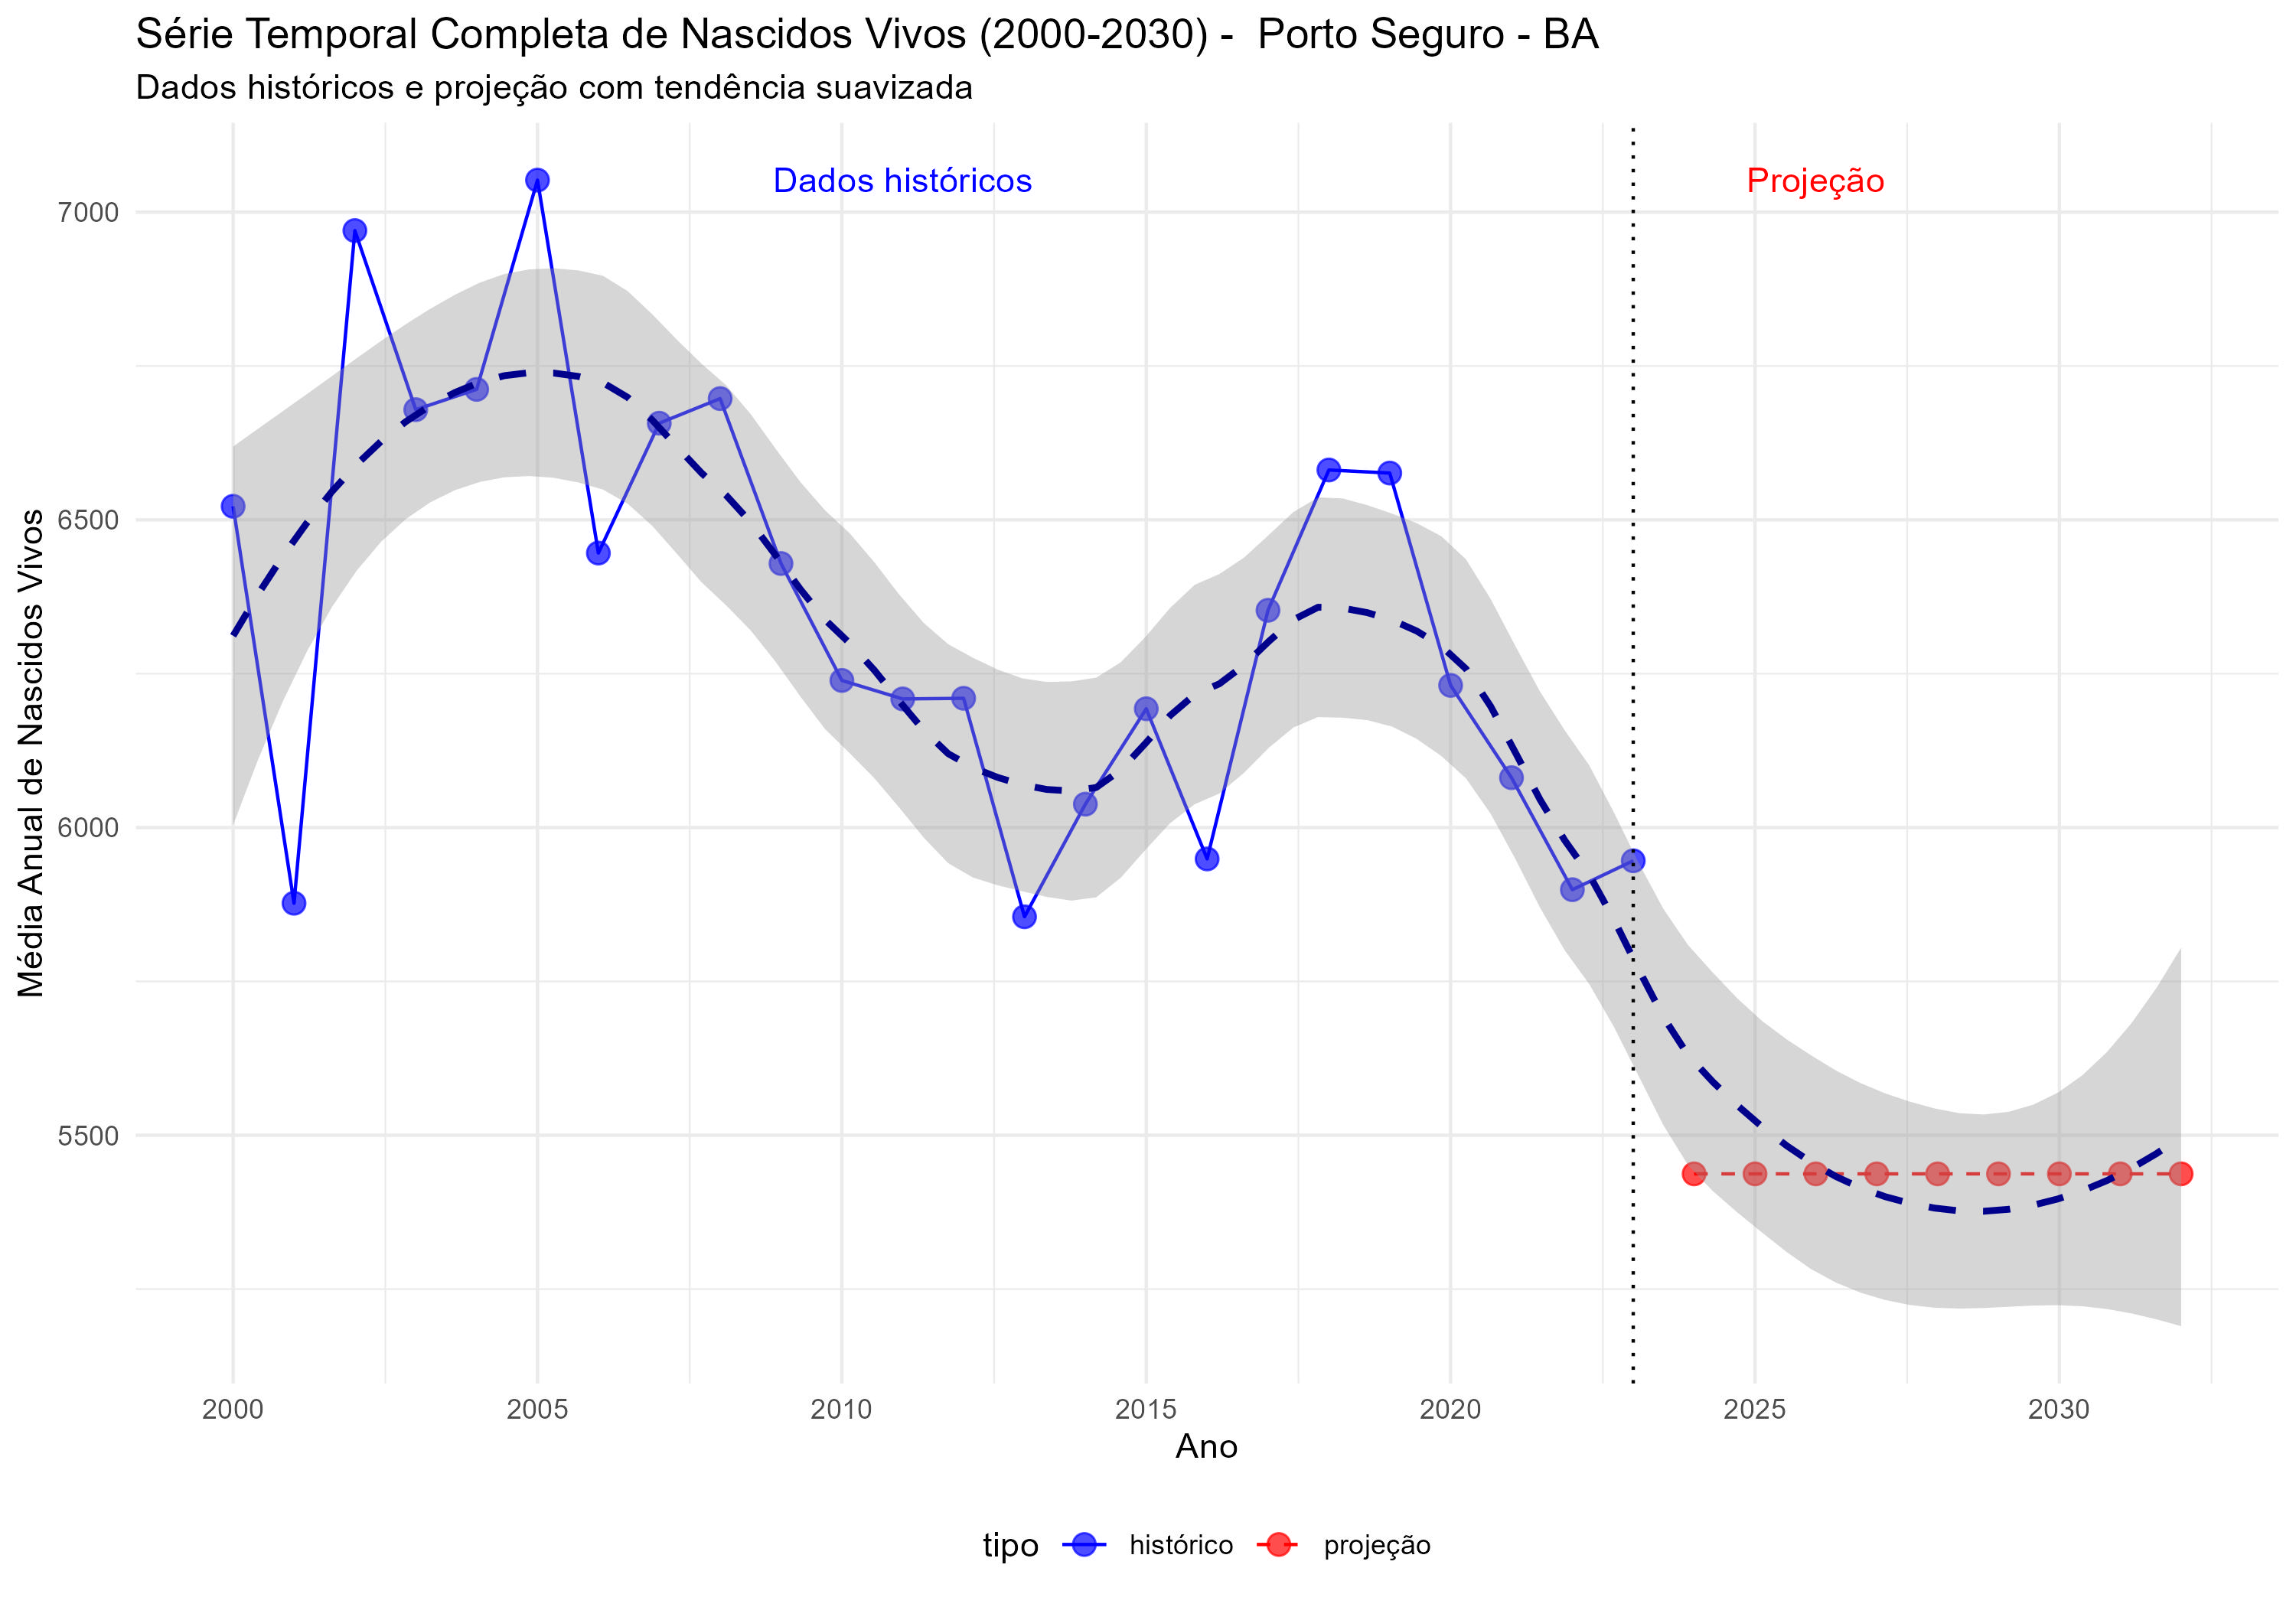 Série Temporal Completa de Nascidos Vivos (2000-2030) -  Porto Seguro - BA
Dados históricos e projeção com tendência suavizada
Dados históricos
Projeção
Média Anual de Nascidos Vivos
7000
6500
6000
5500
2000 2005 2010 2015 2020 2025 2030
Ano
tipo histórico projeção